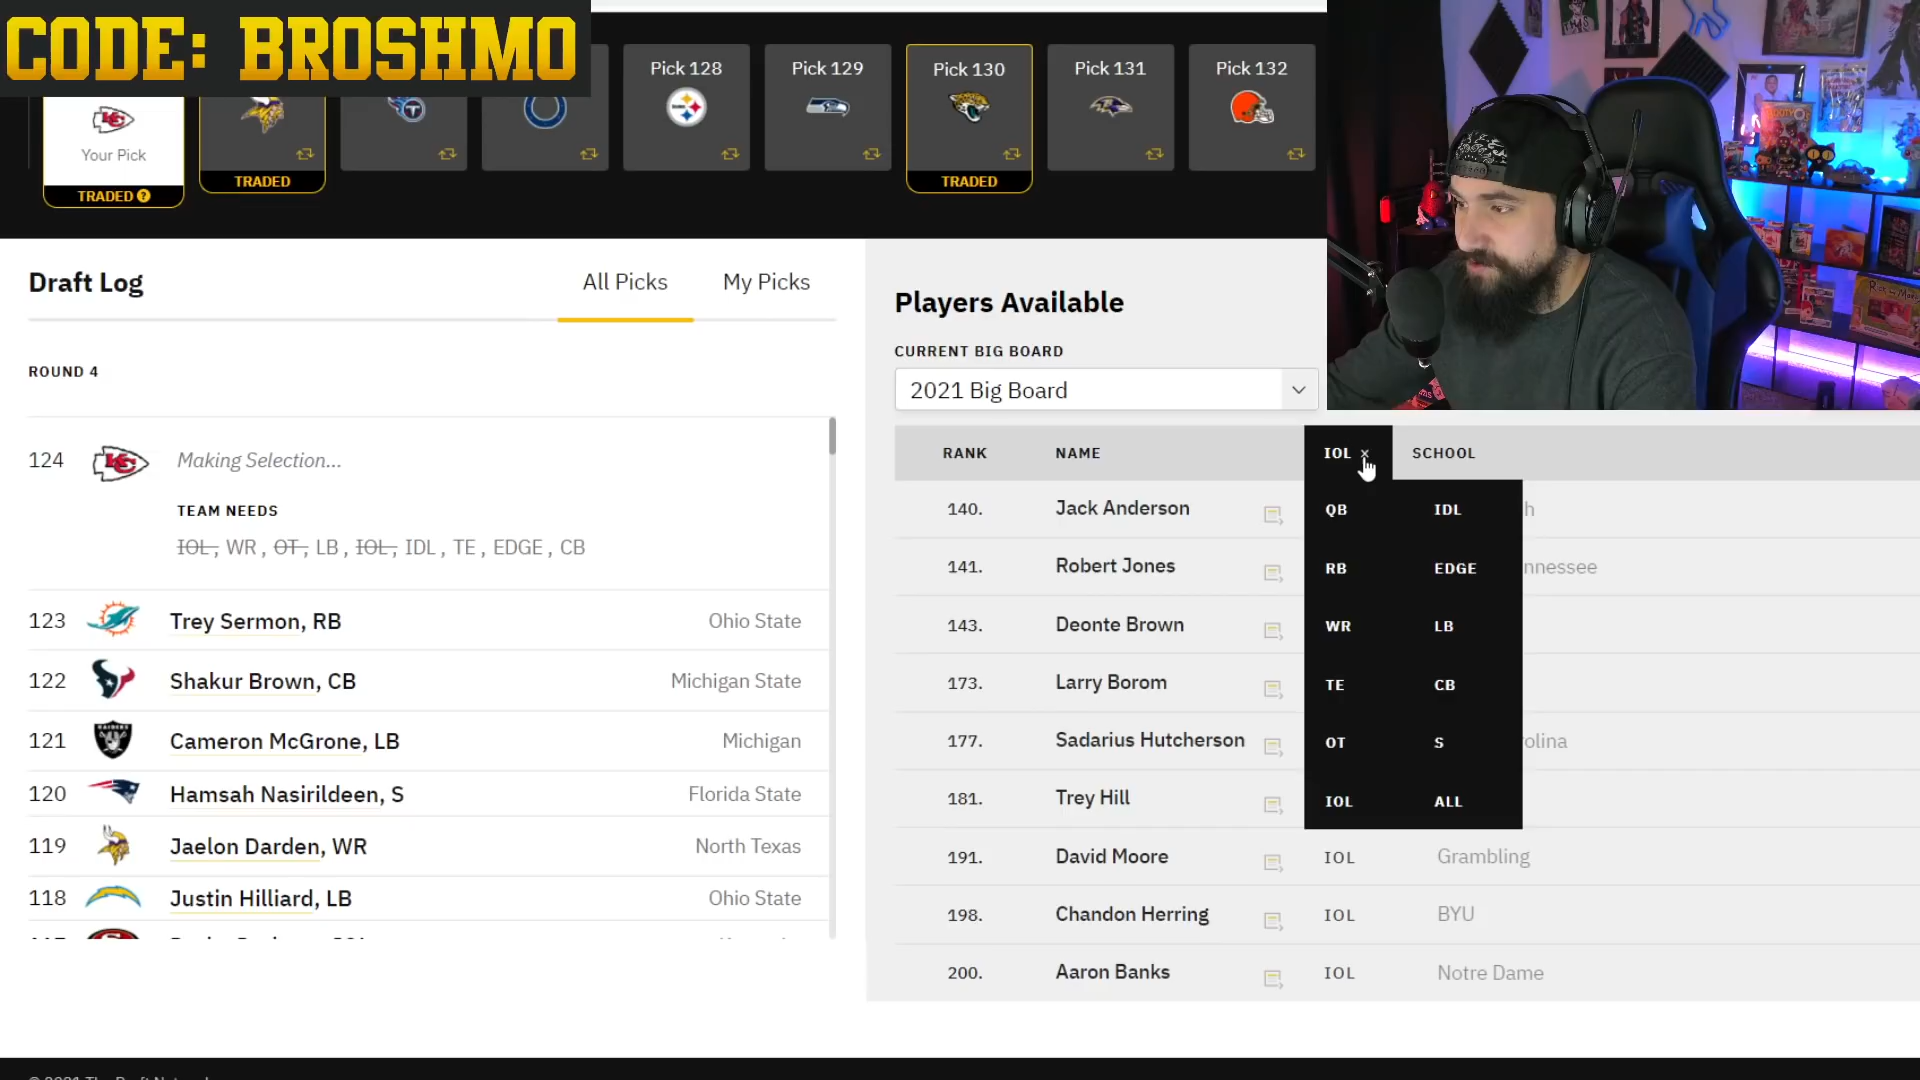 CODE: BROSHMO
Pick 128
Pick 129
Pick 130
Pick 131
Pick 132
Your Pick
TRADED ?
TRADED
TRADED
Draft Log
All Picks
My Picks
ROUND 4
124 Making Selection...
TEAM NEEDS
IOL, WR, OT, LB, IOL, IDL, TE, EDGE, CB
123 Trey Sermon, RB Ohio State
122 Shakur Brown, CB Michigan State
121 RAIDERS Cameron McGrone, LB Michigan
120 Hamsah Nasirildeen, S Florida State
119 Jaelon Darden, WR North Texas
118 Justin Hilliard, LB Ohio State
Players Available
CURRENT BIG BOARD
2021 Big Board
RANK NAME IOL × SCHOOL
140. Jack Anderson QB IDL h
141. Robert Jones RB EDGE nnessee
143. Deonte Brown WR LB
173. Larry Borom TE CB
177. Sadarius Hutcherson OT S olina
181. Trey Hill IOL ALL
191. David Moore IOL Grambling
198. Chandon Herring IOL BYU
200. Aaron Banks IOL Notre Dame